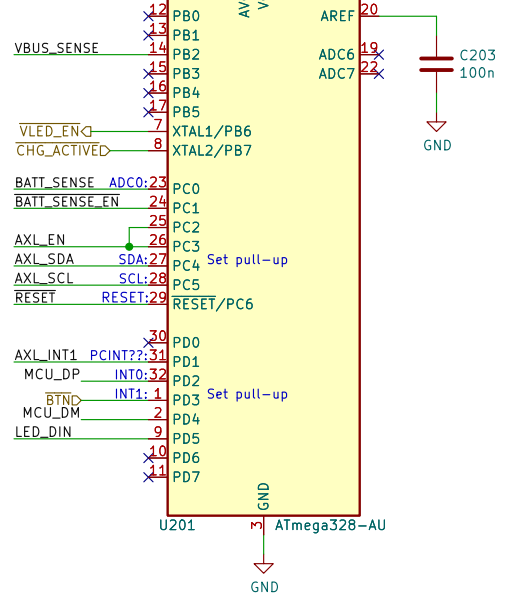 AV
V
12 PB0
13 PB1
VBUS_SENSE 14 PB2
15 PB3
16 PB4
17 PB5
VLED_EN 7 XTAL1/PB6
CHG_ACTIVE 8 XTAL2/PB7
BATT_SENSE ADC0: 23 PC0
BATT_SENSE_EN 24 PC1
25 PC2
AXL_EN 26 PC3
AXL_SDA SDA: 27 PC4 Set pull-up
AXL_SCL SCL: 28 PC5
RESET RESET: 29 RESET/PC6
30 PD0
AXL_INT1 PCINT??: 31 PD1
MCU_DP INT0: 32 PD2
BTN INT1: 1 PD3 Set pull-up
MCU_DM 2 PD4
LED_DIN 9 PD5
10 PD6
11 PD7
AREF 20
ADC6 19
ADC7 22
C203
100n
GND
GND
3
U201 ATmega328-AU
GND